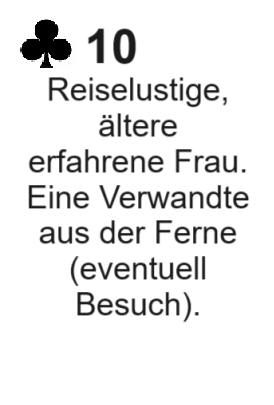 ♣ 10
Reiselustige,
ältere
erfahrene Frau.
Eine Verwandte
aus der Ferne
(eventuell
Besuch).